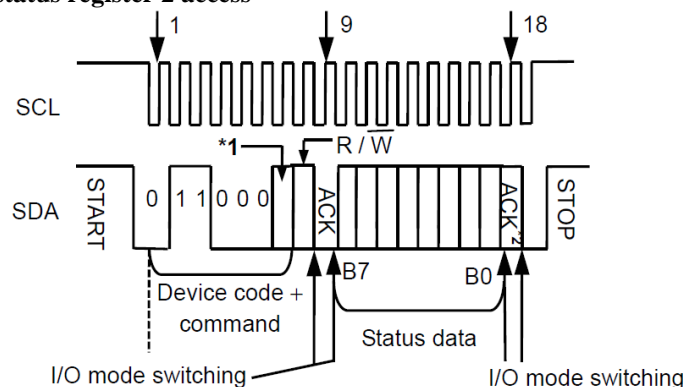 status register 2 access
1 9 18
SCL
*1 R / W
SDA START 0 1 1 0 0 0 ACK ACK*2 STOP
B7 B0
Device code +
command
Status data
I/O mode switching I/O mode switching